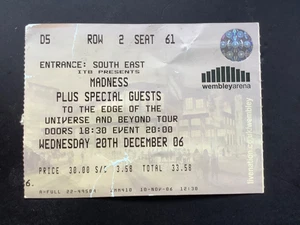 D5 ROW 2 SEAT 61
ENTRANCE: SOUTH EAST
ITB PRESENTS
MADNESS
PLUS SPECIAL GUESTS
TO THE EDGE OF THE
UNIVERSE AND BEYOND TOUR
DOORS 18:30 EVENT 20:00
WEDNESDAY 20TH DECEMBER 06
PRICE 30.00 S/C 3.58 TOTAL 33.58
wembleyarena